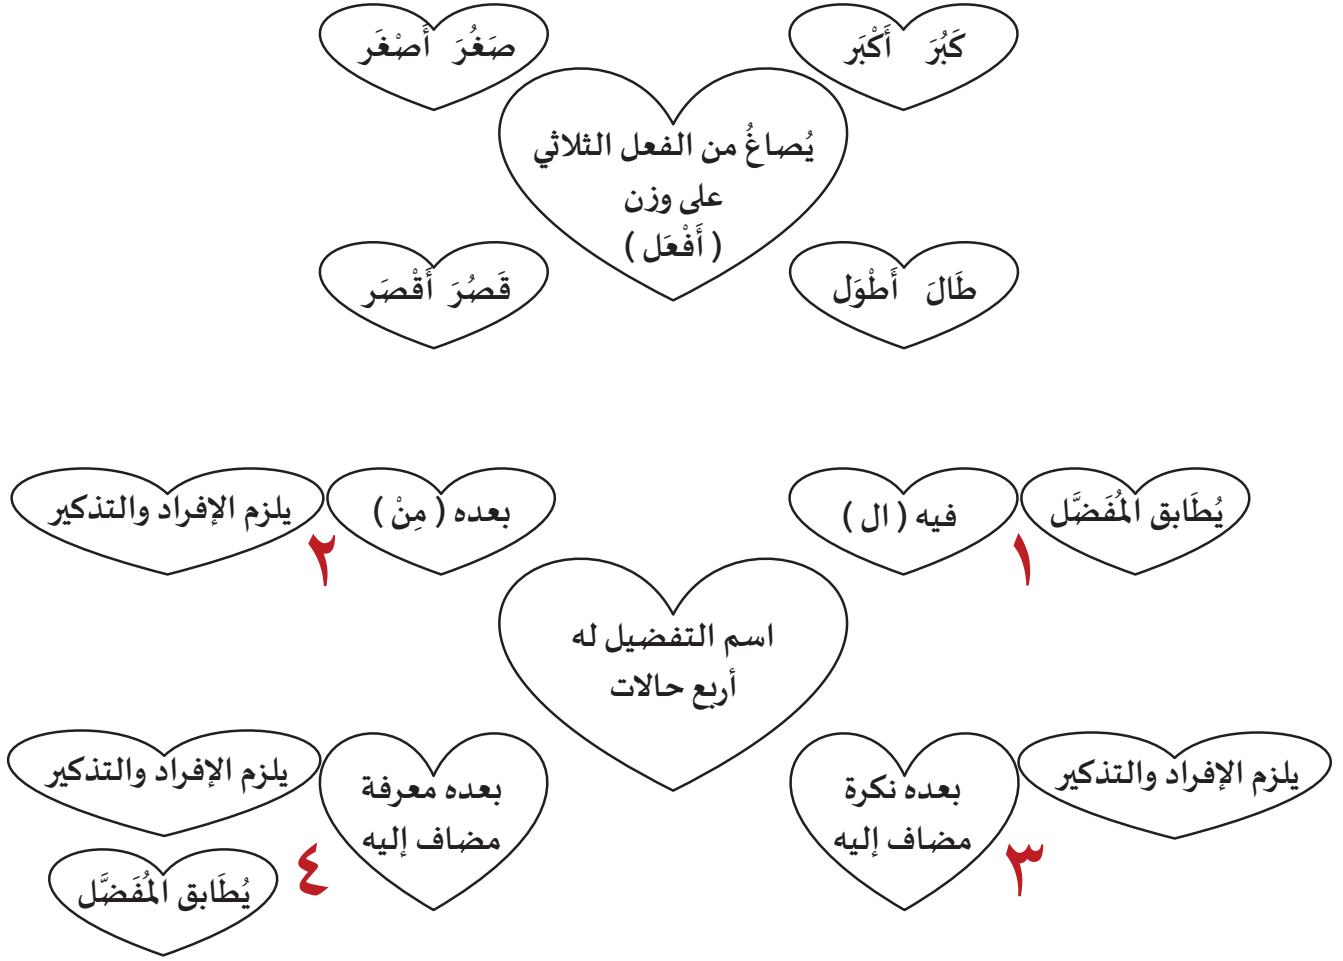 كَبُرَ أَكْبَر
صَغُرَ أَصْغَر
يُصاغُ من الفعل الثلاثي
على وزن
( أَفْعَل )
طَالَ أَطْوَل
قَصُرَ أَقْصَر
يُطَابق المُفَضَّل
فيه ( ال )
١
بعده ( مِنْ )
يلزم الإفراد والتذكير
٢
اسم التفضيل له
أربع حالات
يلزم الإفراد والتذكير
بعده نكرة
مضاف إليه
٣
بعده معرفة
مضاف إليه
يلزم الإفراد والتذكير
٤
يُطَابق المُفَضَّل